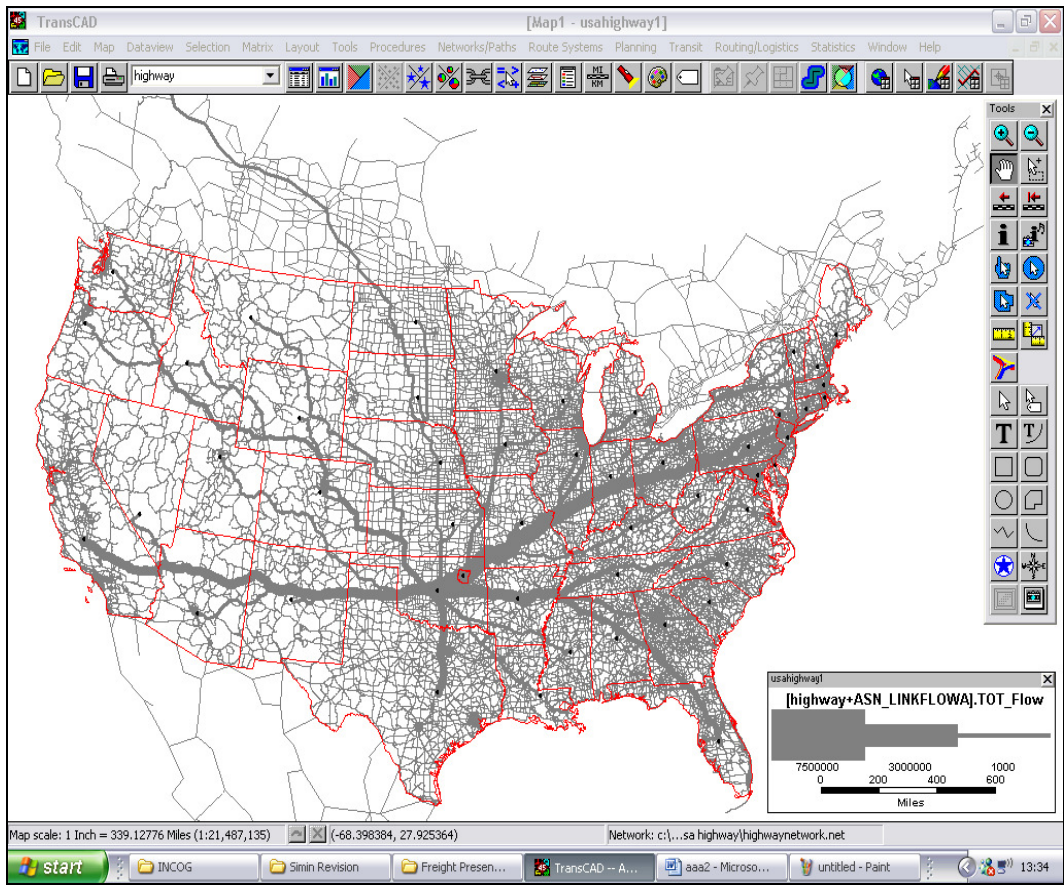 TransCAD
[Map1 - usahighway1]
File Edit Map Dataview Selection Matrix Layout Tools Procedures Networks/Paths Route Systems Planning Transit Routing/Logistics Statistics Window Help
highway
MI
KM
Tools
T T
N
usahighway1
[highway+ASN_LINKFLOWA].TOT_Flow
7500000 3000000 1000
0 200 400 600
Miles
Map scale: 1 Inch = 339.12776 Miles (1:21,487,135)
(-68.398384, 27.925364)
Network: c:\...sa highway\highwaynetwork.net
start
INCOG
Simin Revision
Freight Presen...
TransCAD -- A...
aaa2 - Microso...
untitled - Paint
13:34